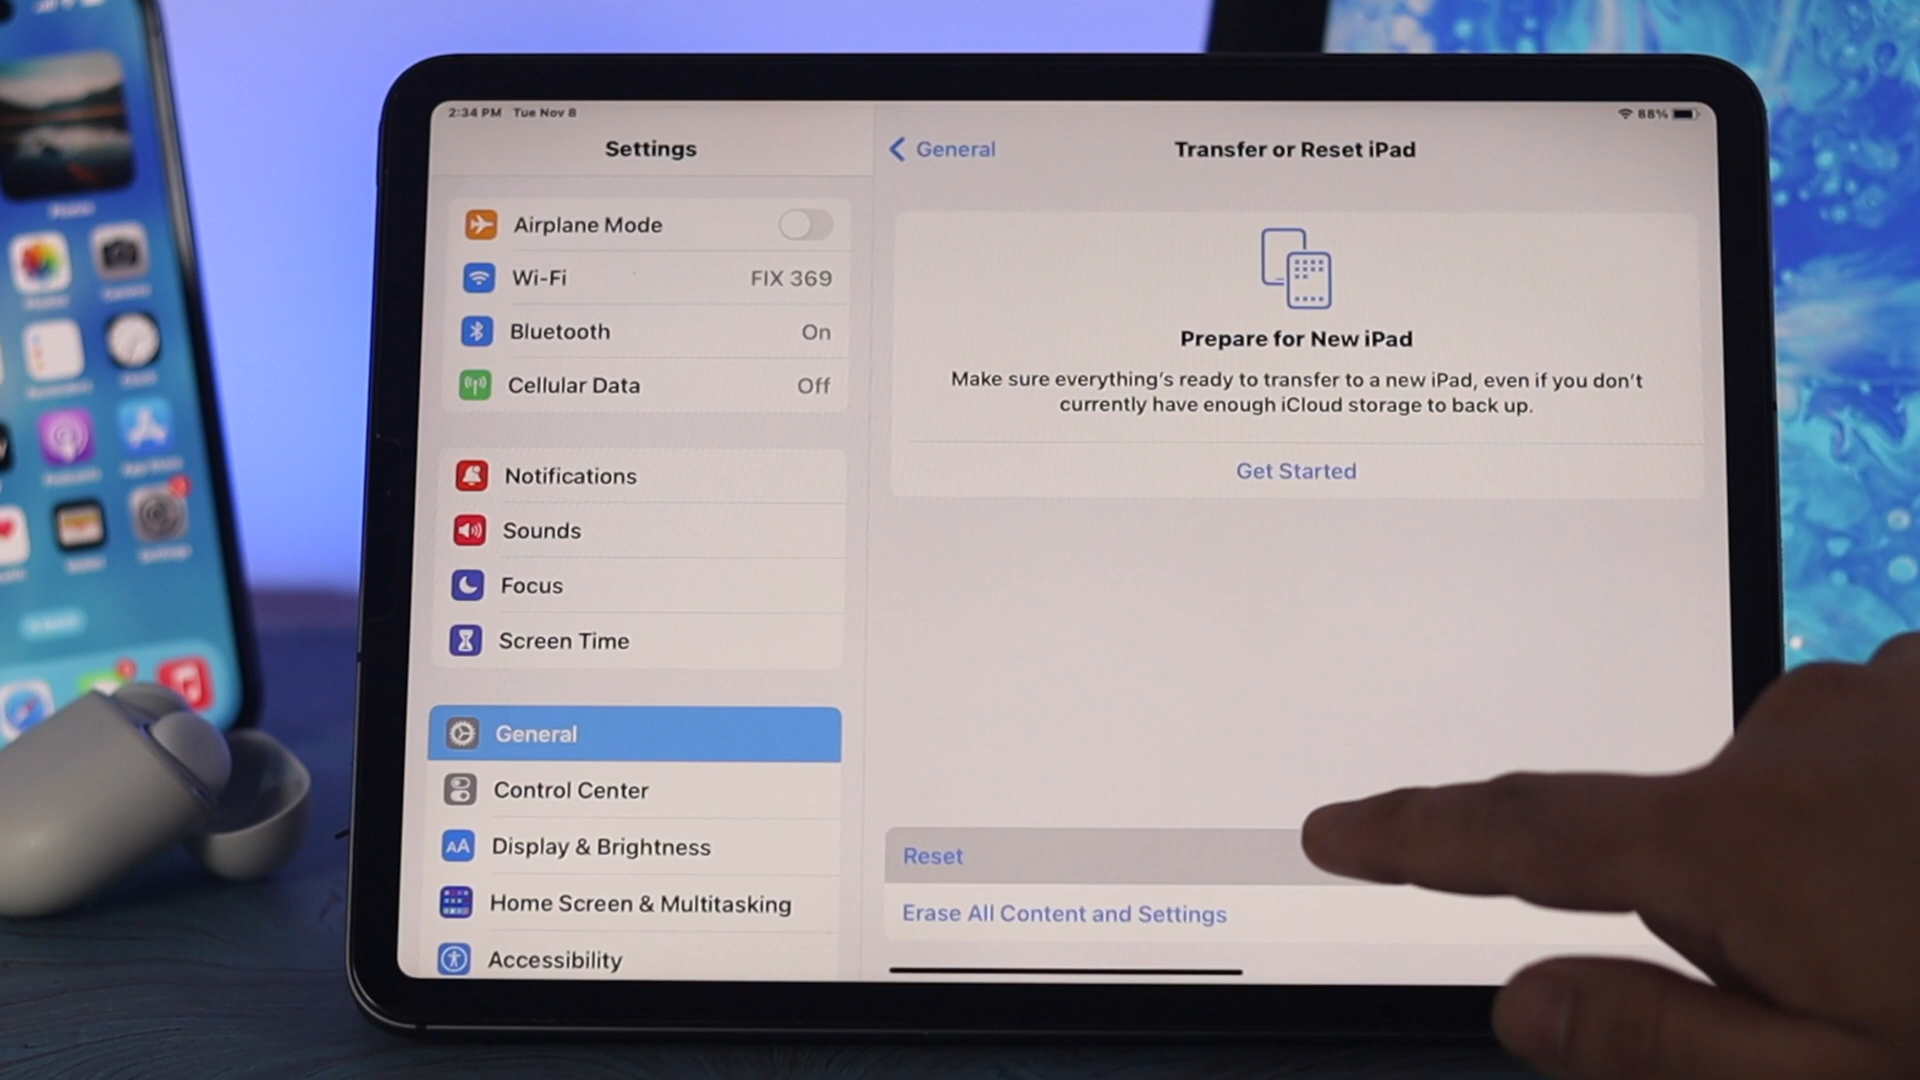 2:34 PM Tue Nov 8
88%
Settings
Airplane Mode
Wi-Fi FIX 369
Bluetooth On
Cellular Data Off
Notifications
Sounds
Focus
Screen Time
General
Control Center
AA Display & Brightness
Home Screen & Multitasking
Accessibility
General
Transfer or Reset iPad
Prepare for New iPad
Make sure everything's ready to transfer to a new iPad, even if you don't
currently have enough iCloud storage to back up.
Get Started
Reset
Erase All Content and Settings